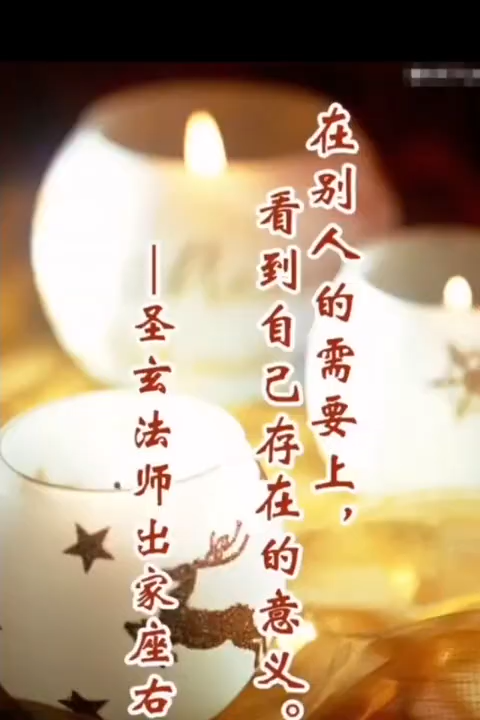 在别人的需要上，
看到自己存在的意义。
—圣玄法师出家座右